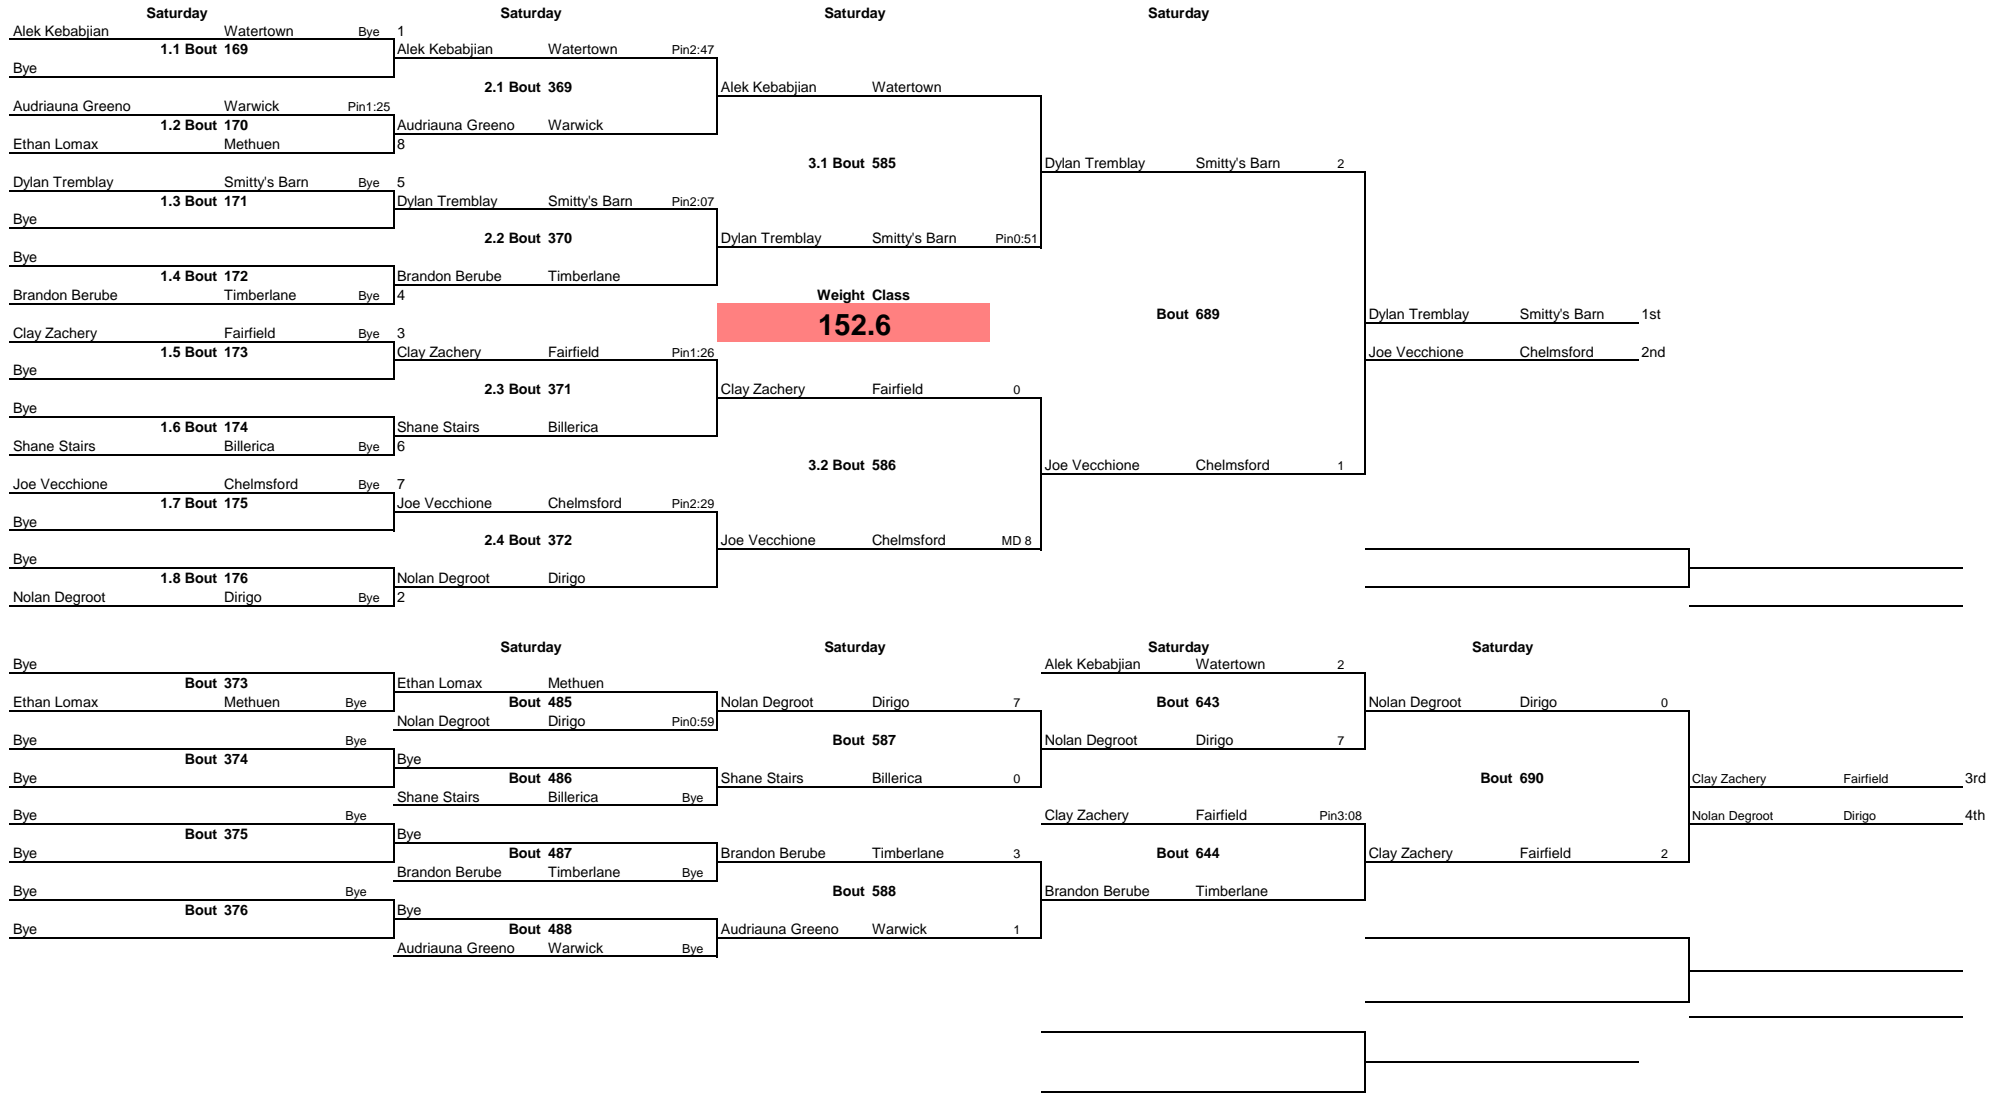 Saturday Saturday Saturday Saturday
Alek Kebabjian Watertown Bye 1
1.1 Bout 169 Alek Kebabjian Watertown Pin2:47
Bye
2.1 Bout 369 Alek Kebabjian Watertown
Audriauna Greeno Warwick Pin1:25
1.2 Bout 170 Audriauna Greeno Warwick
Ethan Lomax Methuen 8
3.1 Bout 585 Dylan Tremblay Smitty's Barn 2
Dylan Tremblay Smitty's Barn Bye 5
1.3 Bout 171 Dylan Tremblay Smitty's Barn Pin2:07
Bye
2.2 Bout 370 Dylan Tremblay Smitty's Barn Pin0:51
Bye
1.4 Bout 172 Brandon Berube Timberlane
Brandon Berube Timberlane Bye 4 Weight Class
152.6 Bout 689 Dylan Tremblay Smitty's Barn 1st
Clay Zachery Fairfield Bye 3
1.5 Bout 173 Clay Zachery Fairfield Pin1:26 Joe Vecchione Chelmsford 2nd
Bye
2.3 Bout 371 Clay Zachery Fairfield 0
Bye
1.6 Bout 174 Shane Stairs Billerica
Shane Stairs Billerica Bye 6
3.2 Bout 586 Joe Vecchione Chelmsford 1
Joe Vecchione Chelmsford Bye 7
1.7 Bout 175 Joe Vecchione Chelmsford Pin2:29
Bye
2.4 Bout 372 Joe Vecchione Chelmsford MD 8
Bye
1.8 Bout 176 Nolan Degroot Dirigo
Nolan Degroot Dirigo Bye 2
Saturday Saturday Saturday Saturday
Bye Alek Kebabjian Watertown 2
Bout 373 Ethan Lomax Methuen
Ethan Lomax Methuen Bye Bout 485 Nolan Degroot Dirigo 7 Bout 643 Nolan Degroot Dirigo 0
Nolan Degroot Dirigo Pin0:59
Bye Bye Bout 587 Nolan Degroot Dirigo 7
Bout 374 Bye
Bye Bout 486 Shane Stairs Billerica 0 Bout 690 Clay Zachery Fairfield 3rd
Shane Stairs Billerica Bye
Bye Bye Clay Zachery Fairfield Pin3:08 Nolan Degroot Dirigo 4th
Bout 375 Bye
Bye Bout 487 Brandon Berube Timberlane 3 Bout 644 Clay Zachery Fairfield 2
Brandon Berube Timberlane Bye
Bye Bye Bout 588 Brandon Berube Timberlane
Bout 376 Bye
Bye Bout 488 Audriauna Greeno Warwick 1
Audriauna Greeno Warwick Bye